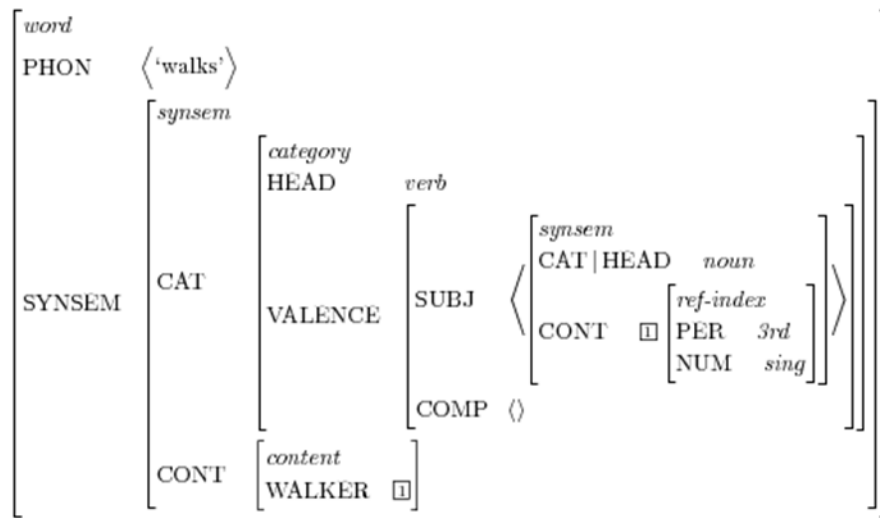 word
PHON ⟨‘walks’⟩
synsem
category
HEAD verb
synsem
CAT | HEAD noun
CAT
SUBJ
ref-index
SYNSEM
VALENCE
CONT 1 PER 3rd
NUM sing
COMP ⟨⟩
content
CONT
WALKER 1